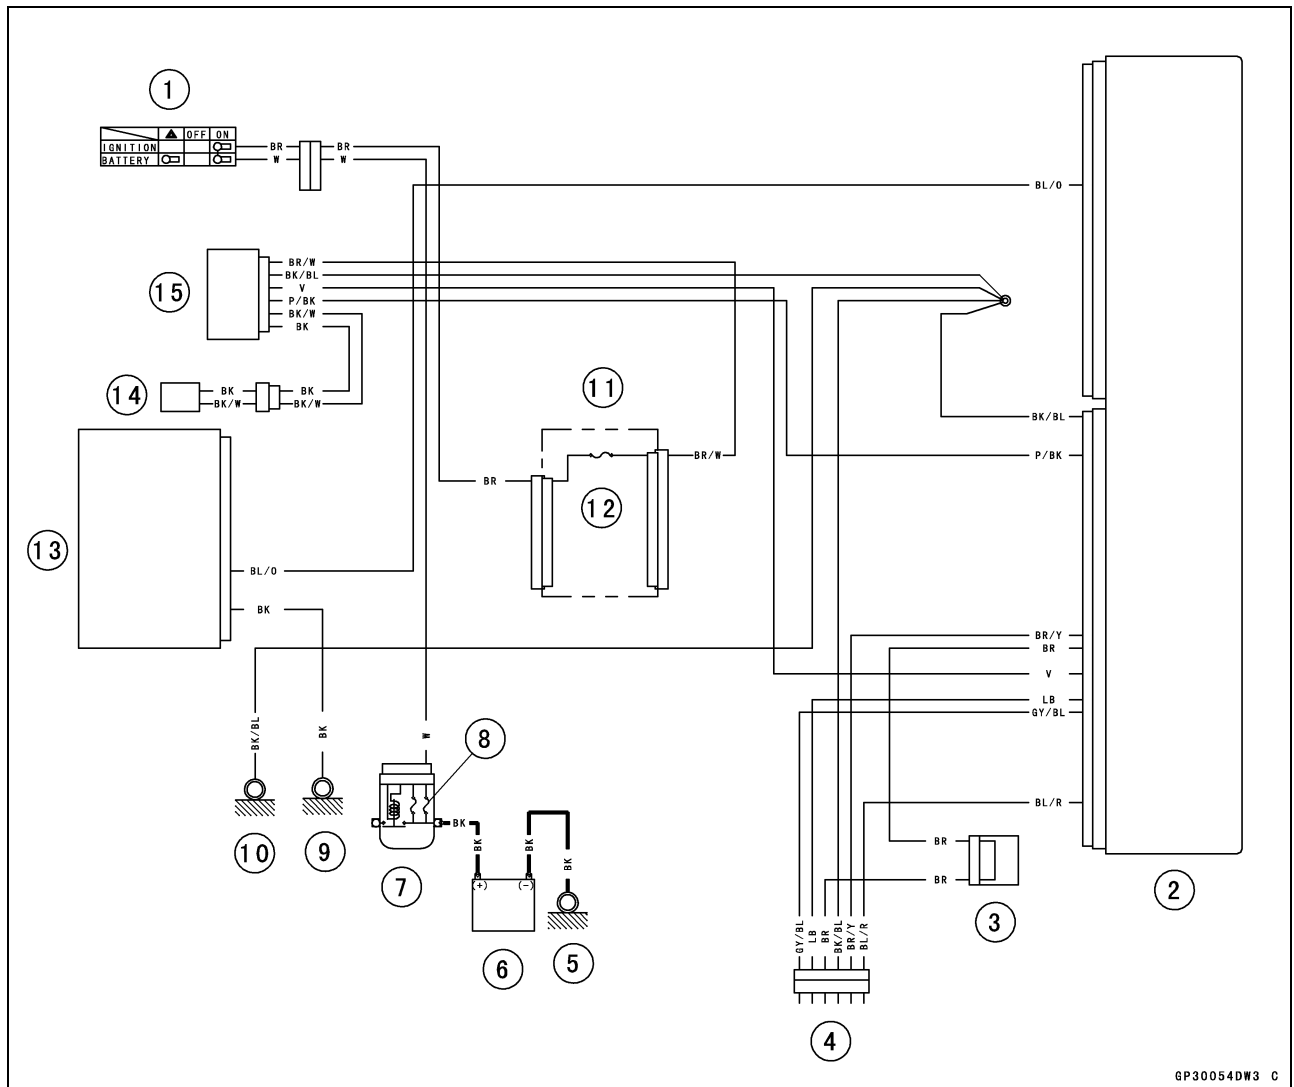 1
OFF ON
IGNITION
BATTERY
BR BR
W W
BL/O
15
BR/W
BK/BL
V
P/BK
BK/W
BK
14
BK BK
BK/W BK/W
11
BK/BL
P/BK
BR/W
BR
12
13
BL/O
BK
BR/Y
BR
V
LB
GY/BL
BK/BL
BK
W
8
BL/R
BK
BK
BK
BK
(+) (-)
BR
BR
10
9
7
6
5
3
2
GY/BL
LB
BR
BK/BL
BR/Y
BL/R
4
GP30054DW3 C